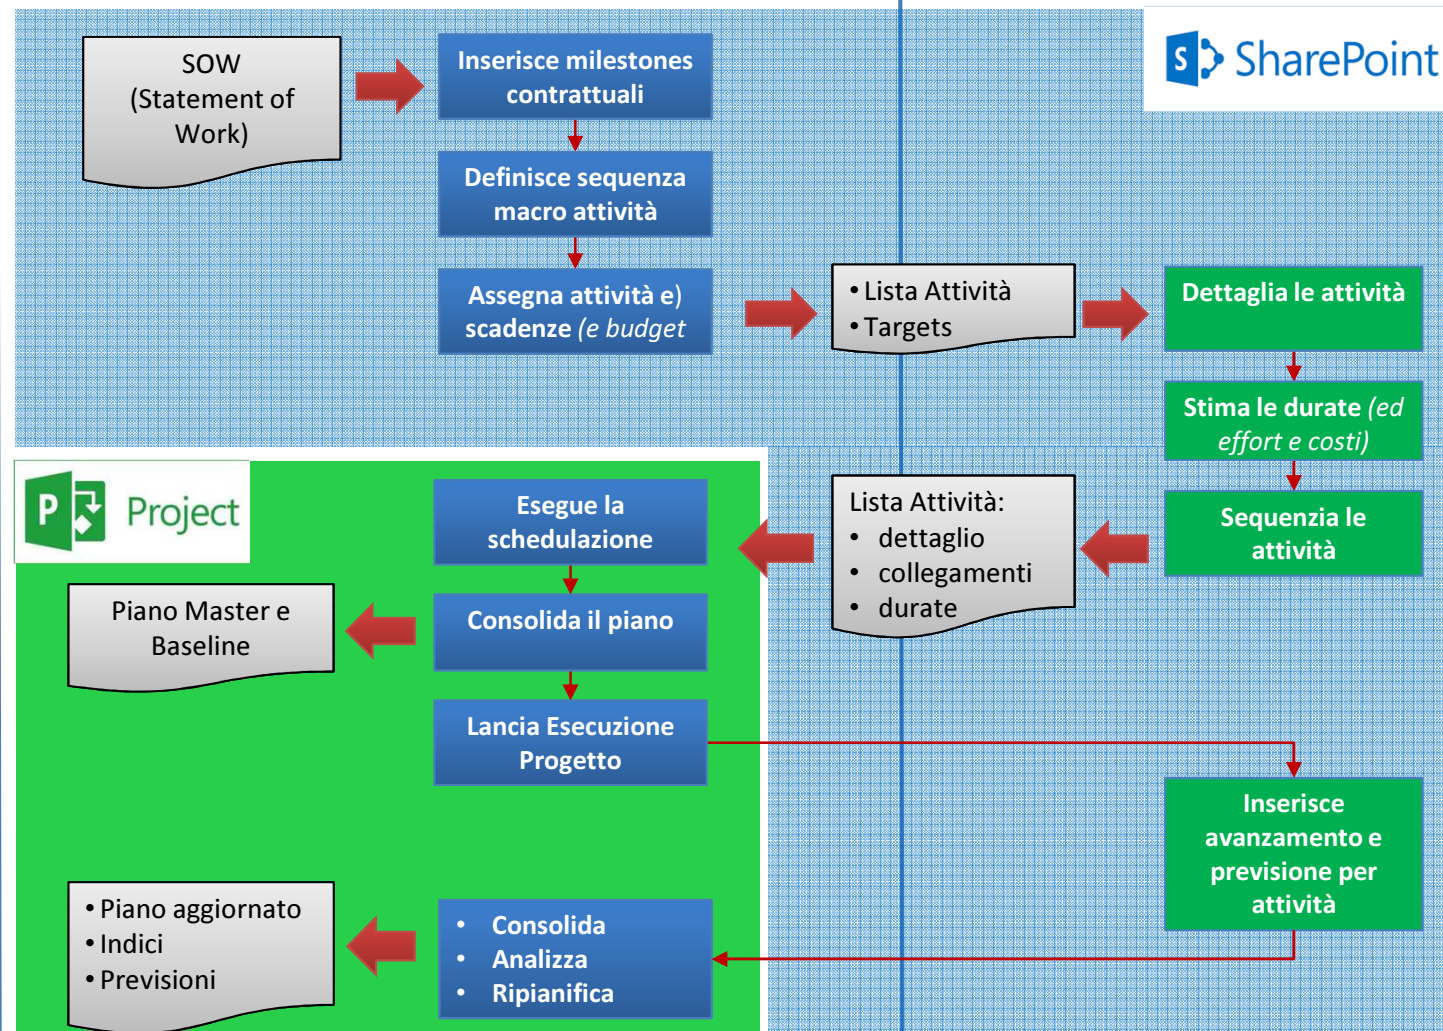 SOW
(Statement of
Work)
Inserisce milestones
contrattuali
S SharePoint
Definisce sequenza
macro attività
Assegna attività e)
scadenze (e budget
• Lista Attività
• Targets
Dettaglia le attività
Stima le durate (ed
effort e costi)
Sequenzia le
attività
Lista Attività:
• dettaglio
• collegamenti
• durate
P Project
Esegue la
schedulazione
Consolida il piano
Piano Master e
Baseline
Lancia Esecuzione
Progetto
Inserisce
avanzamento e
previsione per
attività
• Consolida
• Analizza
• Ripianifica
• Piano aggiornato
• Indici
• Previsioni